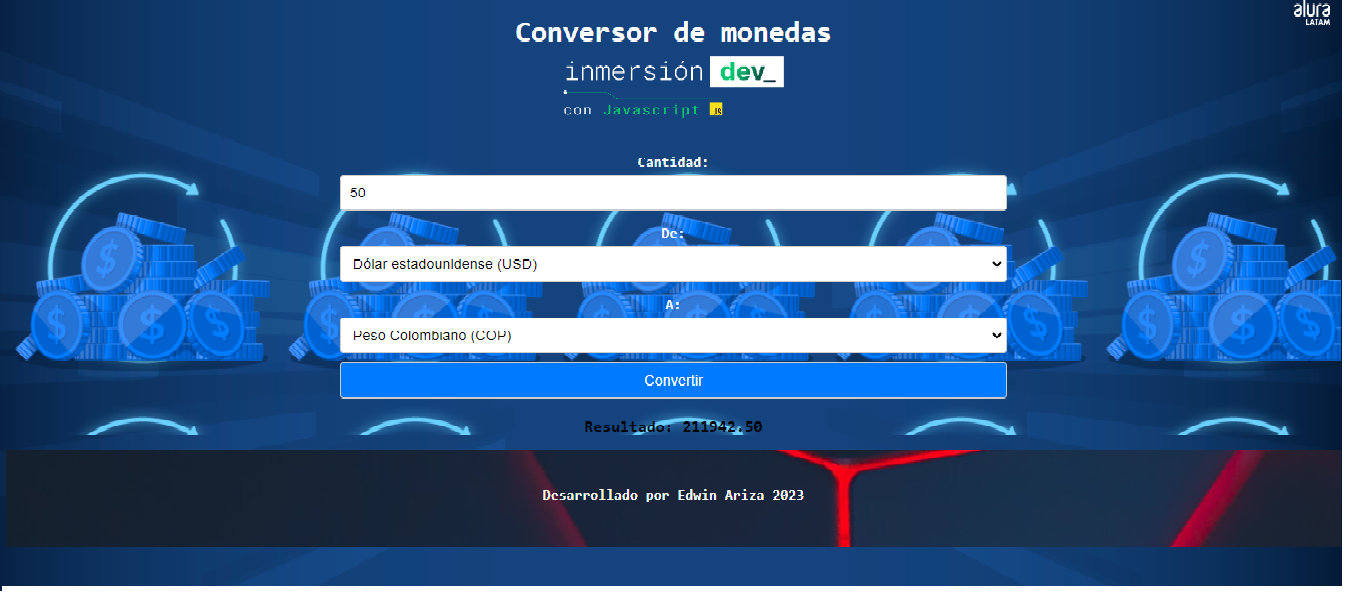 alura
LATAM
Conversor de monedas
inmersión dev_
con Javascript JS
Cantidad:
50
De:
Dólar estadounidense (USD)
A:
Peso Colombiano (COP)
Convertir
Resultado: 211942.50
Desarrollado por Edwin Ariza 2023